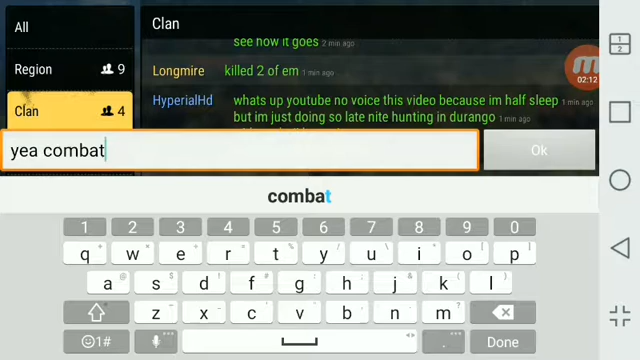 All
Clan
see how it goes 2 min ago
Region 9
Longmire killed 2 of em 1 min ago
02:12
HyperialHd whats up youtube no voice this video because im half sleep 1 min ago
Clan 4
but im just doing so late nite hunting in durango 1 min ago
yea combat
Ok
combat
1 2 3 4 5 6 7 8 9 0
q w e r t y u i o p
a s d f g h j k l
z x c v b n m
☺1# . Done